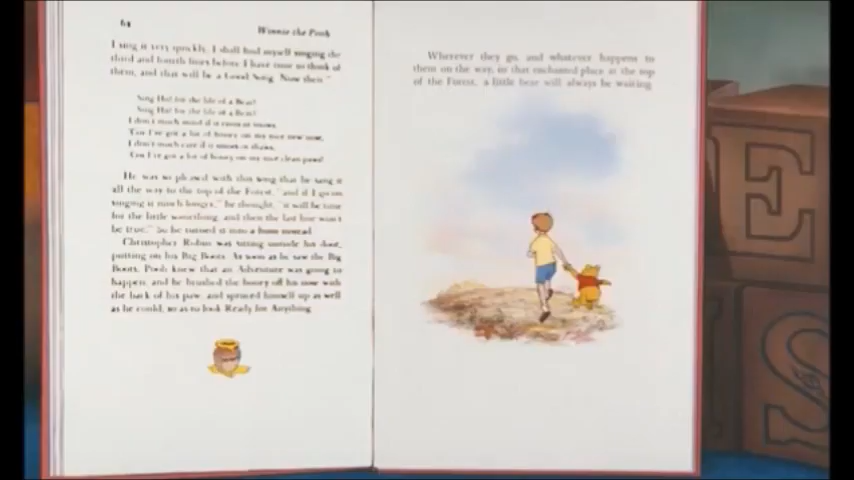 64
Winnie the Pooh
I sing it very quickly, I shall find myself singing the
third and fourth lines before I have time to think of
them, and that will be a Good Song. Now then."
Sing Ho! for the life of a Bear!
Sing Ho! for the life of a Bear!
I don't much mind if it rains or snows,
'Cos I've got a lot of honey on my nice new nose,
I don't much care if it snows or thaws,
'Cos I've got a lot of honey on my nice clean paws!
He was so pleased with this song that he sang it
all the way to the top of the Forest, "and if I go on
singing it much longer," he thought, "it will be time
for the little something, and then the last line won't
be true." So he turned it into a hum instead.
Christopher Robin was sitting outside his door,
putting on his Big Boots. As soon as he saw the Big
Boots, Pooh knew that an Adventure was going to
happen, and he brushed the honey off his nose with
the back of his paw, and spruced himself up as well
as he could, so as to look Ready for Anything.
Wherever they go, and whatever happens to
them on the way, in that enchanted place at the top
of the Forest, a little bear will always be waiting
E
S